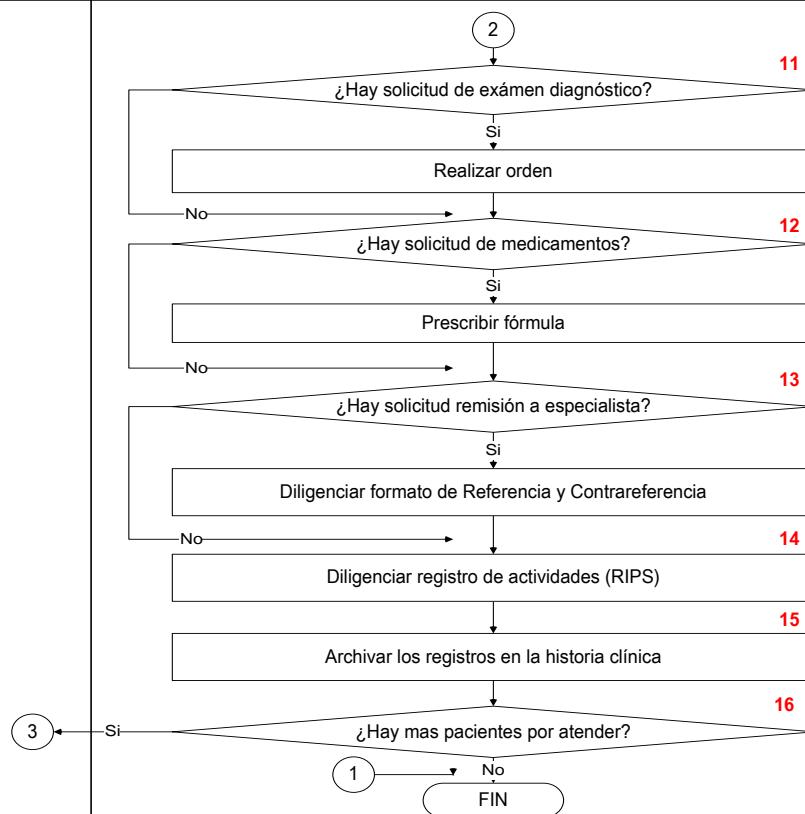 2
11
¿Hay solicitud de exámen diagnóstico?
Si
Realizar orden
No
12
¿Hay solicitud de medicamentos?
Si
Prescribir fórmula
No
13
¿Hay solicitud remisión a especialista?
Si
Diligenciar formato de Referencia y Contrareferencia
No
14
Diligenciar registro de actividades (RIPS)
15
Archivar los registros en la historia clínica
16
3
Si
¿Hay mas pacientes por atender?
1
No
FIN